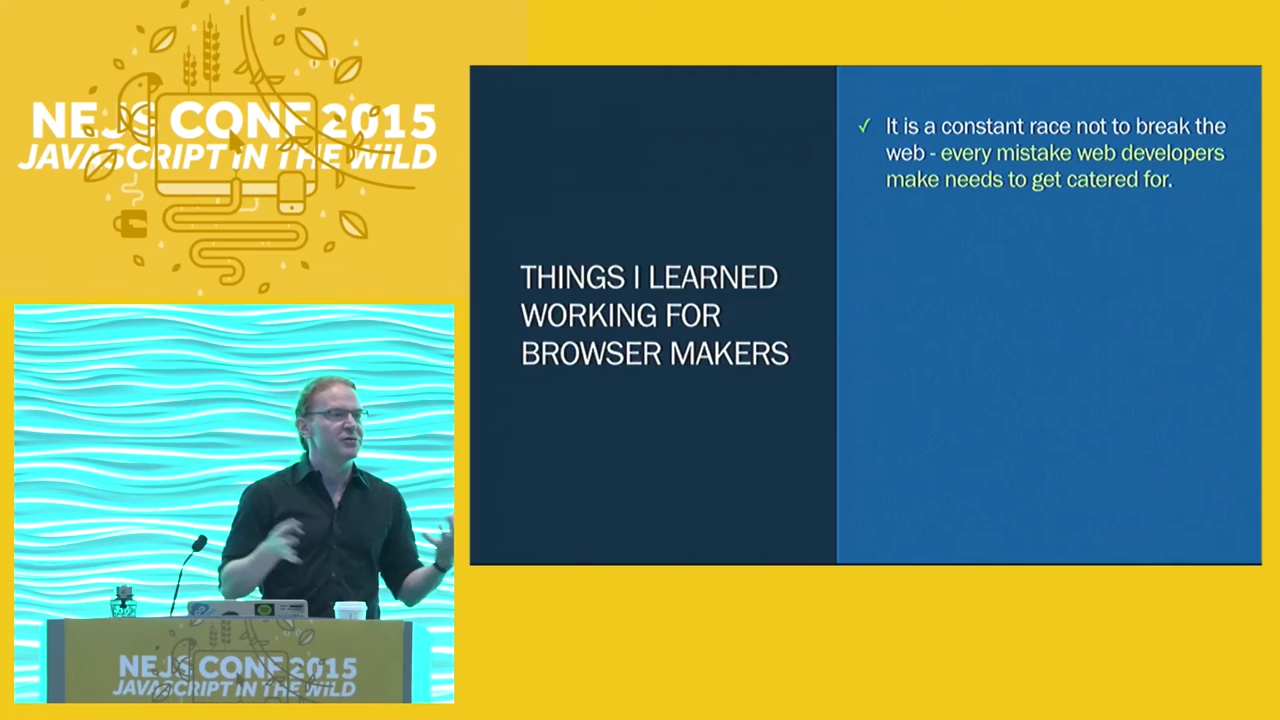 NEJS CONF 2015
JAVASCRIPT IN THE WILD
THINGS I LEARNED
WORKING FOR
BROWSER MAKERS
✓ It is a constant race not to break the
web - every mistake web developers
make needs to get catered for.
NEJS CONF 2015
JAVASCRIPT IN THE WILD